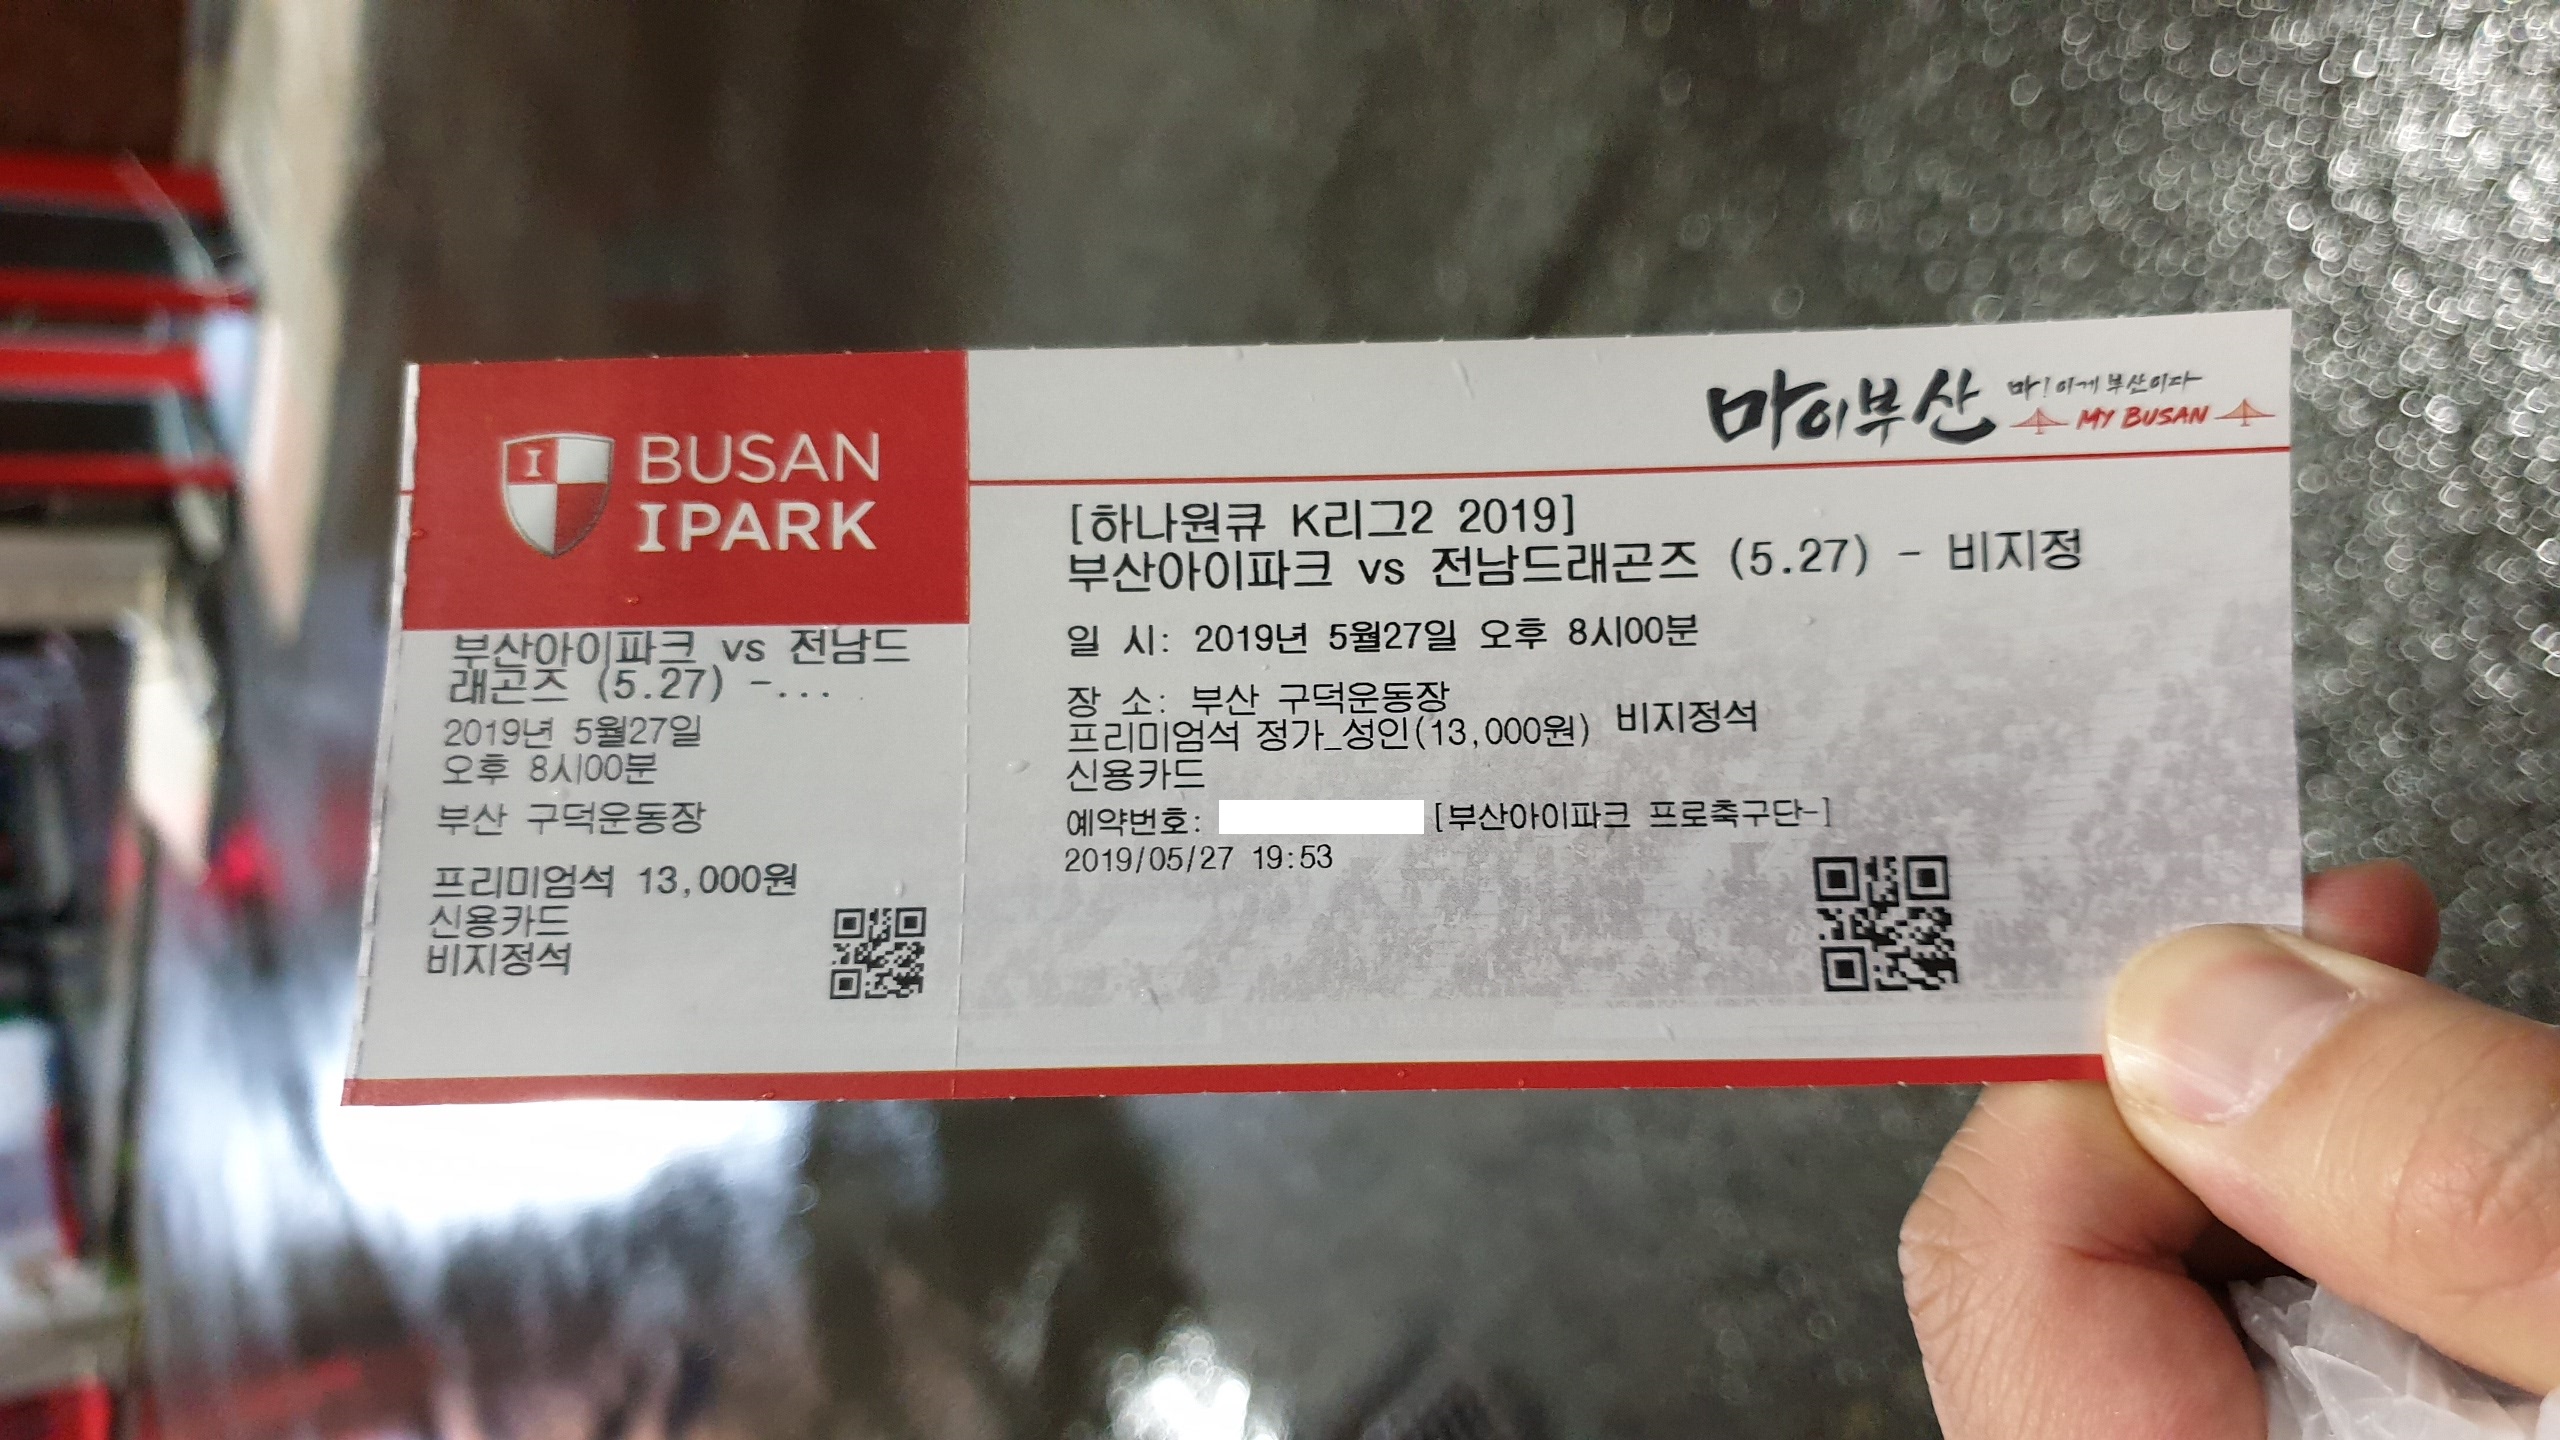 BUSAN
I PARK
부산아이파크 vs 전남드
래곤즈 (5.27) -...
2019년 5월27일
오후 8시00분
부산 구덕운동장
프리미엄석 13,000원
신용카드
비지정석
마이부산
마! 이게 부산이다
MY BUSAN
[하나원큐 K리그2 2019]
부산아이파크 vs 전남드래곤즈 (5.27) - 비지정
일 시: 2019년 5월27일 오후 8시00분
장 소: 부산 구덕운동장
프리미엄석 정가_성인(13,000원) 비지정석
신용카드
예약번호: [부산아이파크 프로축구단-]
2019/05/27 19:53